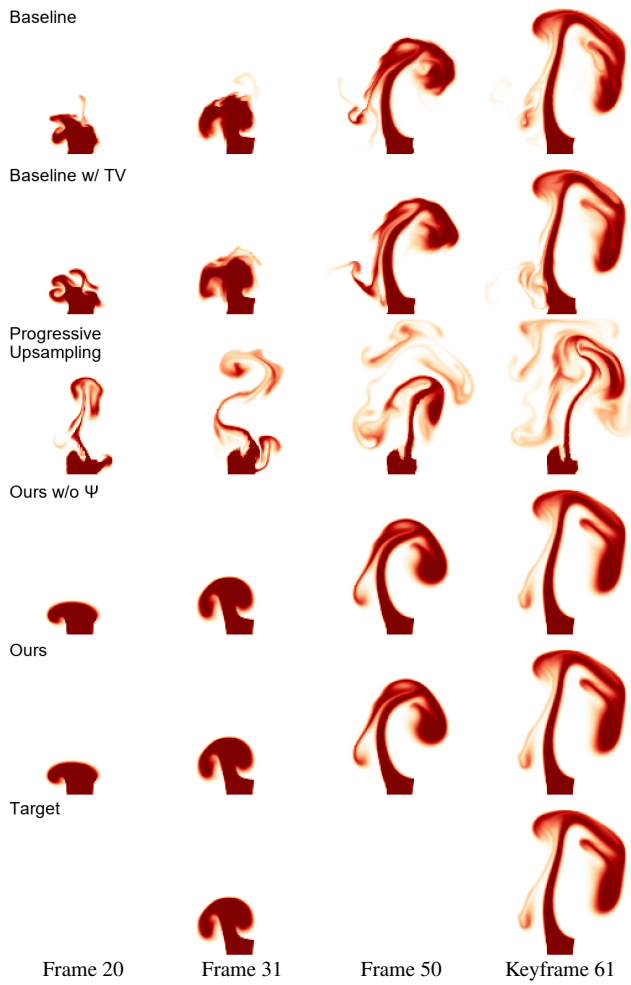 Baseline
Baseline w/ TV
Progressive
Upsampling
Ours w/o Ψ
Ours
Target
Frame 20 Frame 31 Frame 50 Keyframe 61